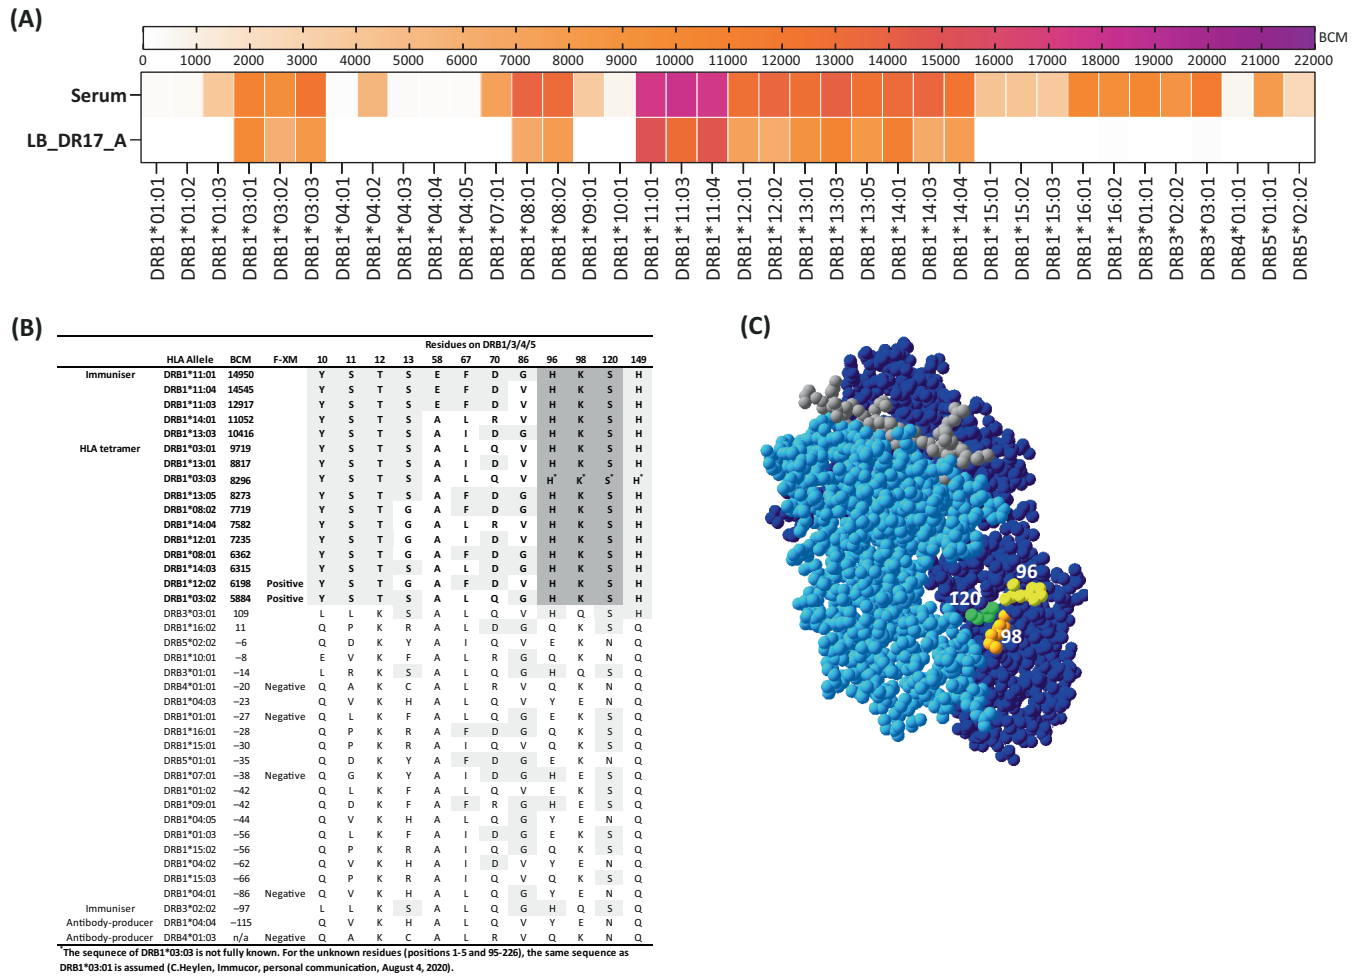 (A)
BCM
0 1000 2000 3000 4000 5000 6000 7000 8000 9000 10000 11000 12000 13000 14000 15000 16000 17000 18000 19000 20000 21000 22000
Serum
LB_DR17_A
DRB1*01:01 DRB1*01:02 DRB1*01:03 DRB1*03:01 DRB1*03:02 DRB1*03:03 DRB1*04:01 DRB1*04:02 DRB1*04:03 DRB1*04:04 DRB1*04:05 DRB1*07:01 DRB1*08:01 DRB1*08:02 DRB1*09:01 DRB1*10:01 DRB1*11:01 DRB1*11:03 DRB1*11:04 DRB1*12:01 DRB1*12:02 DRB1*13:01 DRB1*13:03 DRB1*13:05 DRB1*14:01 DRB1*14:03 DRB1*14:04 DRB1*15:01 DRB1*15:02 DRB1*15:03 DRB1*16:01 DRB1*16:02 DRB3*01:01 DRB3*02:02 DRB3*03:01 DRB4*01:01 DRB5*01:01 DRB5*02:02
(B)
Residues on DRB1/3/4/5
HLA Allele BCM F-XM 10 11 12 13 58 67 70 86 96 98 120 149
Immuniser DRB1*11:01 14950 Y S T S E F D G H K S H
DRB1*11:04 14545 Y S T S E F D V H K S H
DRB1*11:03 12917 Y S T S E F D V H K S H
DRB1*14:01 11052 Y S T S A L R V H K S H
DRB1*13:03 10416 Y S T S A I D G H K S H
HLA tetramer DRB1*03:01 9719 Y S T S A L Q V H K S H
DRB1*13:01 8817 Y S T S A I D V H K S H
DRB1*03:03 8296 Y S T S A L Q V H* K* S* H*
DRB1*13:05 8273 Y S T S A F D G H K S H
DRB1*08:02 7719 Y S T G A F D G H K S H
DRB1*14:04 7582 Y S T G A L R V H K S H
DRB1*12:01 7235 Y S T G A I D V H K S H
DRB1*08:01 6362 Y S T G A F D G H K S H
DRB1*14:03 6315 Y S T S A L D G H K S H
DRB1*12:02 6198 Positive Y S T G A F D V H K S H
DRB1*03:02 5884 Positive Y S T S A L Q G H K S H
DRB3*03:01 109 L L K S A L Q V H Q S H
DRB1*16:02 11 Q P K R A L D G Q K S Q
DRB5*02:02 −6 Q D K Y A I Q V E K N Q
DRB1*10:01 −8 E V K F A L R G Q K N Q
DRB3*01:01 −14 L R K S A L Q G H Q S Q
DRB4*01:01 −20 Negative Q A K C A L R V Q K N Q
DRB1*04:03 −23 Q V K H A L Q V Y E N Q
DRB1*01:01 −27 Negative Q L K F A L Q G E K S Q
DRB1*16:01 −28 Q P K R A F D G Q K S Q
DRB1*15:01 −30 Q P K R A I Q V Q K S Q
DRB5*01:01 −35 Q D K Y A F D G E K N Q
DRB1*07:01 −38 Negative Q G K Y A I D G H E S Q
DRB1*01:02 −42 Q L K F A L Q V E K S Q
DRB1*09:01 −42 Q D K F A F R G H E S Q
DRB1*04:05 −44 Q V K H A L Q G Y E N Q
DRB1*01:03 −56 Q L K F A I D G E K S Q
DRB1*15:02 −56 Q P K R A I Q G Q K S Q
DRB1*04:02 −62 Q V K H A I D V Y E N Q
DRB1*15:03 −66 Q P K R A I Q V Q K S Q
DRB1*04:01 −86 Negative Q V K H A L Q G Y E N Q
Immuniser DRB3*02:02 −97 L L K S A L Q G H Q S Q
Antibody-producer DRB1*04:04 −115 Q V K H A L Q V Y E N Q
Antibody-producer DRB4*01:03 n/a Negative Q A K C A L R V Q K N Q
*The sequnece of DRB1*03:03 is not fully known. For the unknown residues (positions 1-5 and 95-226), the same sequence as
DRB1*03:01 is assumed (C.Heylen, Immucor, personal communication, August 4, 2020).
(C)
96
120
98